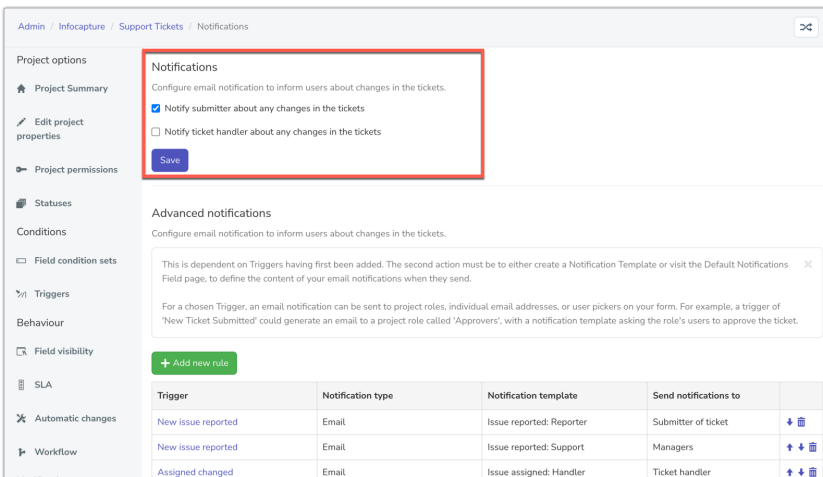 Admin / Infocapture / Support Tickets / Notifications
Project options
Project Summary
Edit project
properties
Project permissions
Statuses
Conditions
Field condition sets
Triggers
Behaviour
Field visibility
SLA
Automatic changes
Workflow
Notifications
Configure email notification to inform users about changes in the tickets.
Notify submitter about any changes in the tickets
Notify ticket handler about any changes in the tickets
Save
Advanced notifications
Configure email notification to inform users about changes in the tickets.
This is dependent on Triggers having first been added. The second action must be to either create a Notification Template or visit the Default Notifications
Field page, to define the content of your email notifications when they send.
For a chosen Trigger, an email notification can be sent to project roles, individual email addresses, or user pickers on your form. For example, a trigger of
'New Ticket Submitted' could generate an email to a project role called 'Approvers', with a notification template asking the role's users to approve the ticket.
+ Add new rule
Trigger Notification type Notification template Send notifications to
New issue reported Email Issue reported: Reporter Submitter of ticket
New issue reported Email Issue reported: Support Managers
Assigned changed Email Issue assigned: Handler Ticket handler